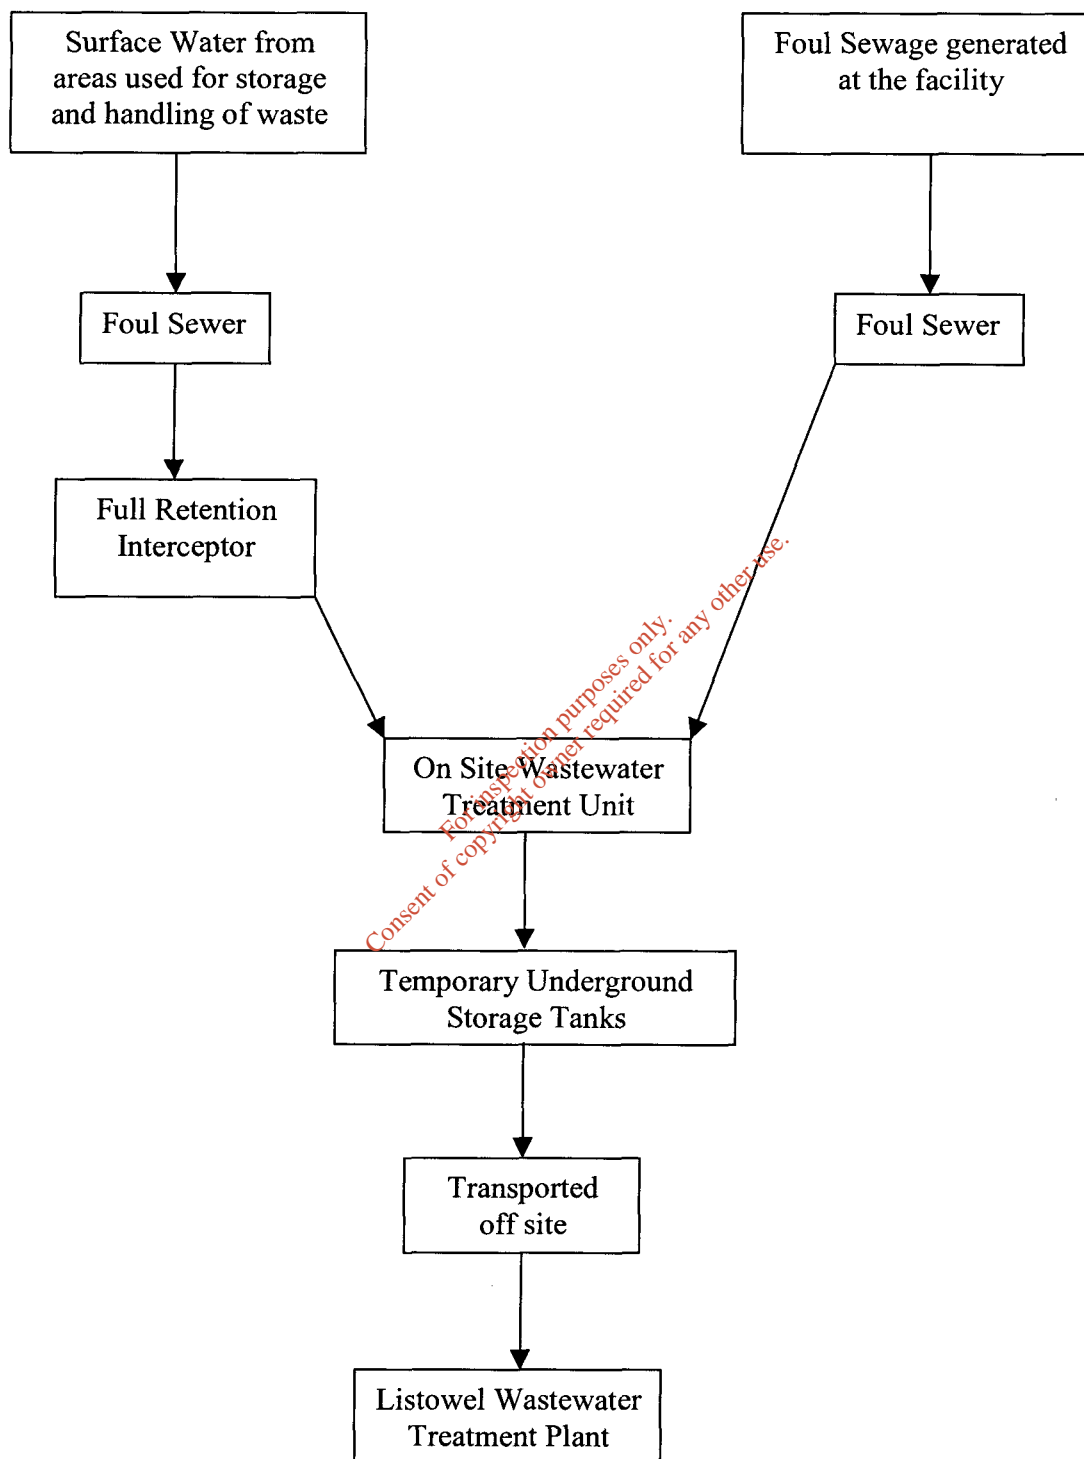 Surface Water from
areas used for storage
and handling of waste
Foul Sewage generated
at the facility
Foul Sewer
Foul Sewer
Full Retention
Interceptor
For inspection purposes only.
Consent of copyright owner required for any other use.
On Site Wastewater
Treatment Unit
Temporary Underground
Storage Tanks
Transported
off site
Listowel Wastewater
Treatment Plant